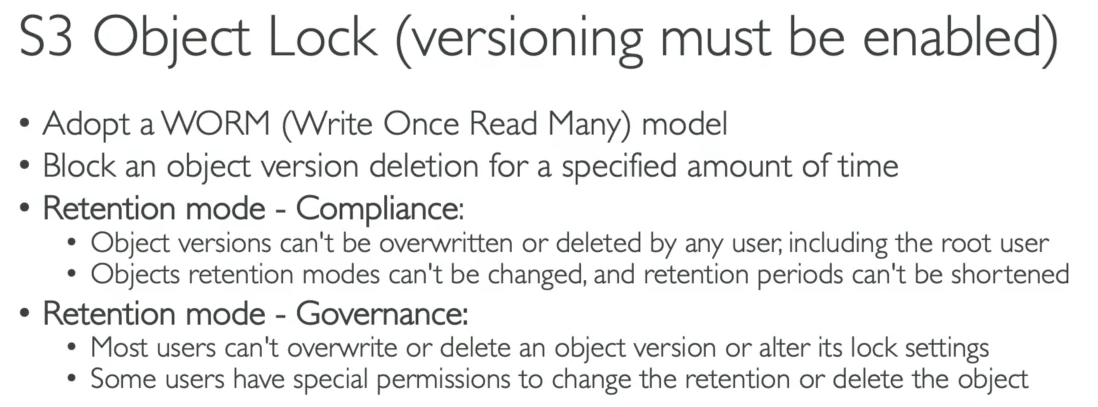 S3 Object Lock (versioning must be enabled)
• Adopt a WORM (Write Once Read Many) model
• Block an object version deletion for a specified amount of time
• Retention mode - Compliance:
• Object versions can't be overwritten or deleted by any user, including the root user
• Objects retention modes can't be changed, and retention periods can't be shortened
• Retention mode - Governance:
• Most users can't overwrite or delete an object version or alter its lock settings
• Some users have special permissions to change the retention or delete the object